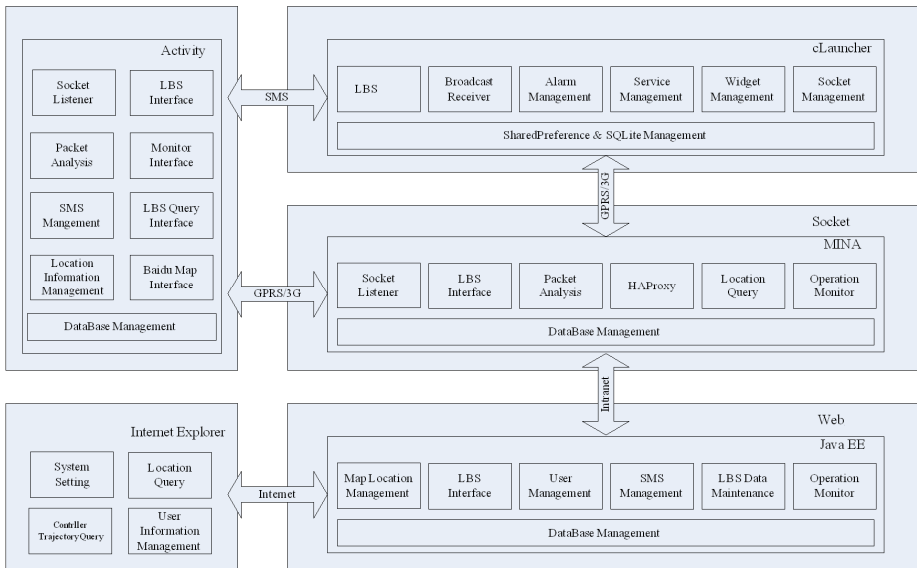 Activity
Socket
Listener
LBS
Interface
Packet
Analysis
Monitor
Interface
SMS
Mangement
LBS Query
Interface
Location
Information
Management
Baidu Map
Interface
DataBase Management
SMS
GPRS/3G
cLauncher
LBS
Broadcast
Receiver
Alarm
Management
Service
Management
Widget
Management
Socket
Management
SharedPreference & SQLite Management
GPRS/3G
Socket
MINA
Socket
Listener
LBS
Interface
Packet
Analysis
HAProxy
Location
Query
Operation
Monitor
DataBase Management
Intranet
Internet Explorer
System
Setting
Location
Query
Contrller
TrajectoryQuery
User
Information
Management
Internet
Web
Java EE
Map Location
Management
LBS
Interface
User
Management
SMS
Management
LBS Data
Maintenance
Operation
Monitor
DataBase Management